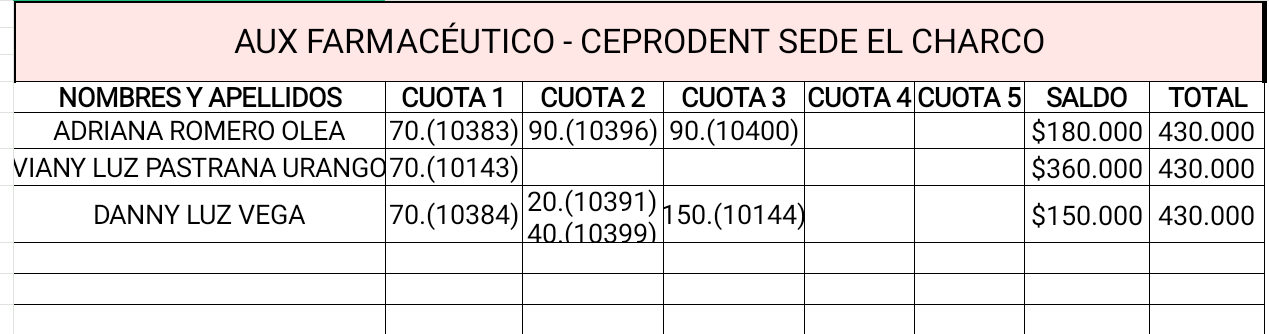 AUX FARMACÉUTICO - CEPRODENT SEDE EL CHARCO
NOMBRES Y APELLIDOS CUOTA 1 CUOTA 2 CUOTA 3 CUOTA 4 CUOTA 5 SALDO TOTAL
ADRIANA ROMERO OLEA 70.(10383) 90.(10396) 90.(10400) $180.000 430.000
VIANY LUZ PASTRANA URANGO 70.(10143) $360.000 430.000
DANNY LUZ VEGA 70.(10384) 20.(10391) 40.(10399) 150.(10144) $150.000 430.000